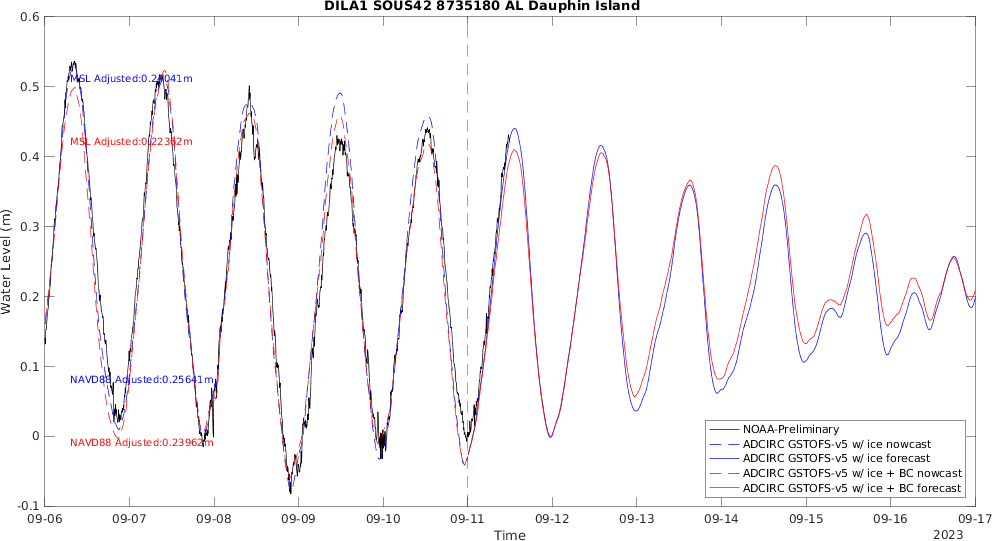 DILA1 SOUS42 8735180 AL Dauphin Island
0.6
0.5
0.4
0.3
0.2
0.1
0
-0.1
Water Level (m)
MSL Adjusted:0.24041m
MSL Adjusted:0.22362m
NAVD88 Adjusted:0.25641m
NAVD88 Adjusted:0.23962m
NOAA-Preliminary
ADCIRC GSTOFS-v5 w/ ice nowcast
ADCIRC GSTOFS-v5 w/ ice forecast
ADCIRC GSTOFS-v5 w/ ice + BC nowcast
ADCIRC GSTOFS-v5 w/ ice + BC forecast
09-06 09-07 09-08 09-09 09-10 09-11 09-12 09-13 09-14 09-15 09-16 09-17
Time
2023